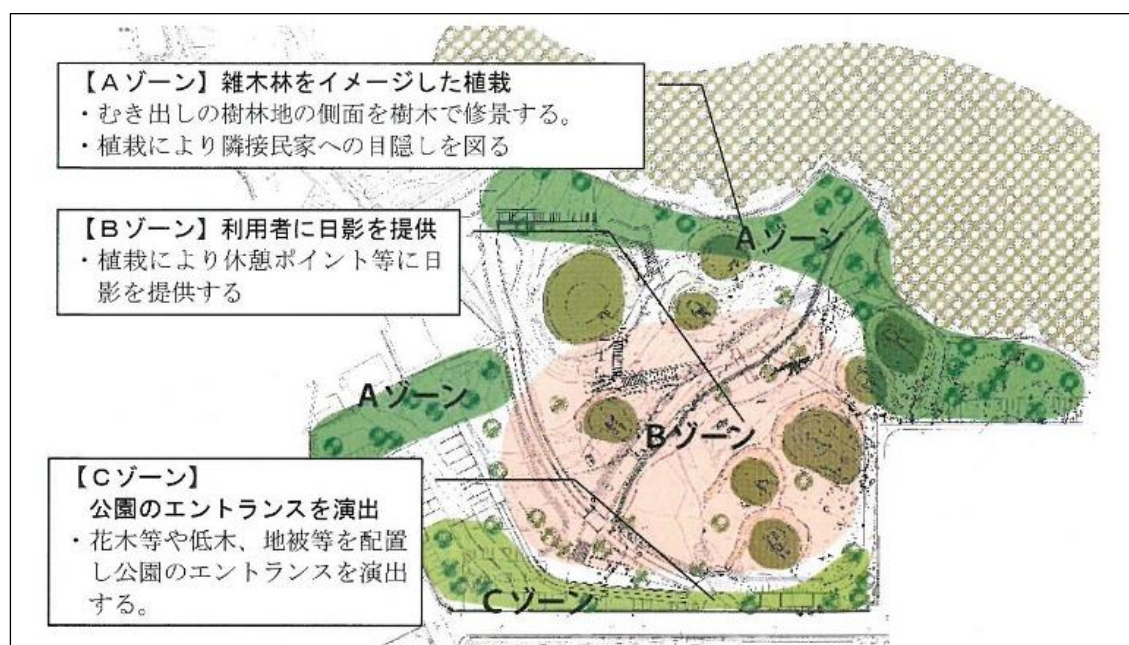 【Aゾーン】雑木林をイメージした植栽
・むき出しの樹林地の側面を樹木で修景する。
・植栽により隣接民家への目隠しを図る
【Bゾーン】利用者に日影を提供
・植栽により休憩ポイント等に日
影を提供する
【Cゾーン】
公園のエントランスを演出
・花木等や低木、地被等を配置
し公園のエントランスを演出
する。
Aゾーン
Aゾーン
Bゾーン
Cゾーン